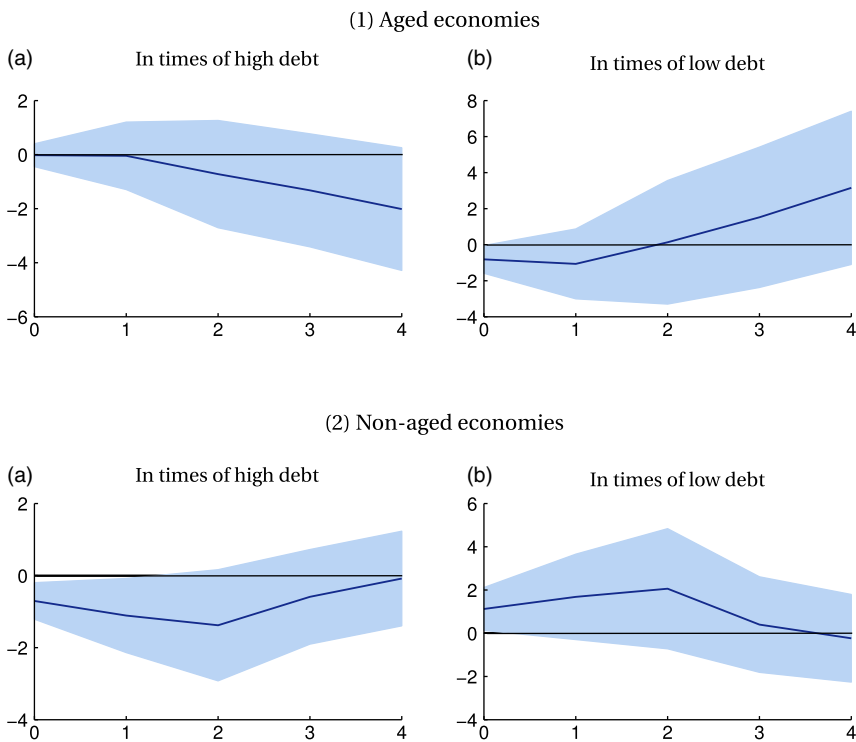 (1) Aged economies
(a)
In times of high debt
2
0
−2
−4
−6
0 1 2 3 4
(b)
In times of low debt
8
6
4
2
0
−2
−4
0 1 2 3 4
(2) Non-aged economies
(a)
In times of high debt
2
0
−2
−4
0 1 2 3 4
(b)
In times of low debt
6
4
2
0
−2
−4
0 1 2 3 4